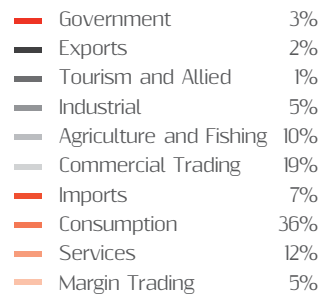 Government 3%
Exports 2%
Tourism and Allied 1%
Industrial 5%
Agriculture and Fishing 10%
Commercial Trading 19%
Imports 7%
Consumption 36%
Services 12%
Margin Trading 5%